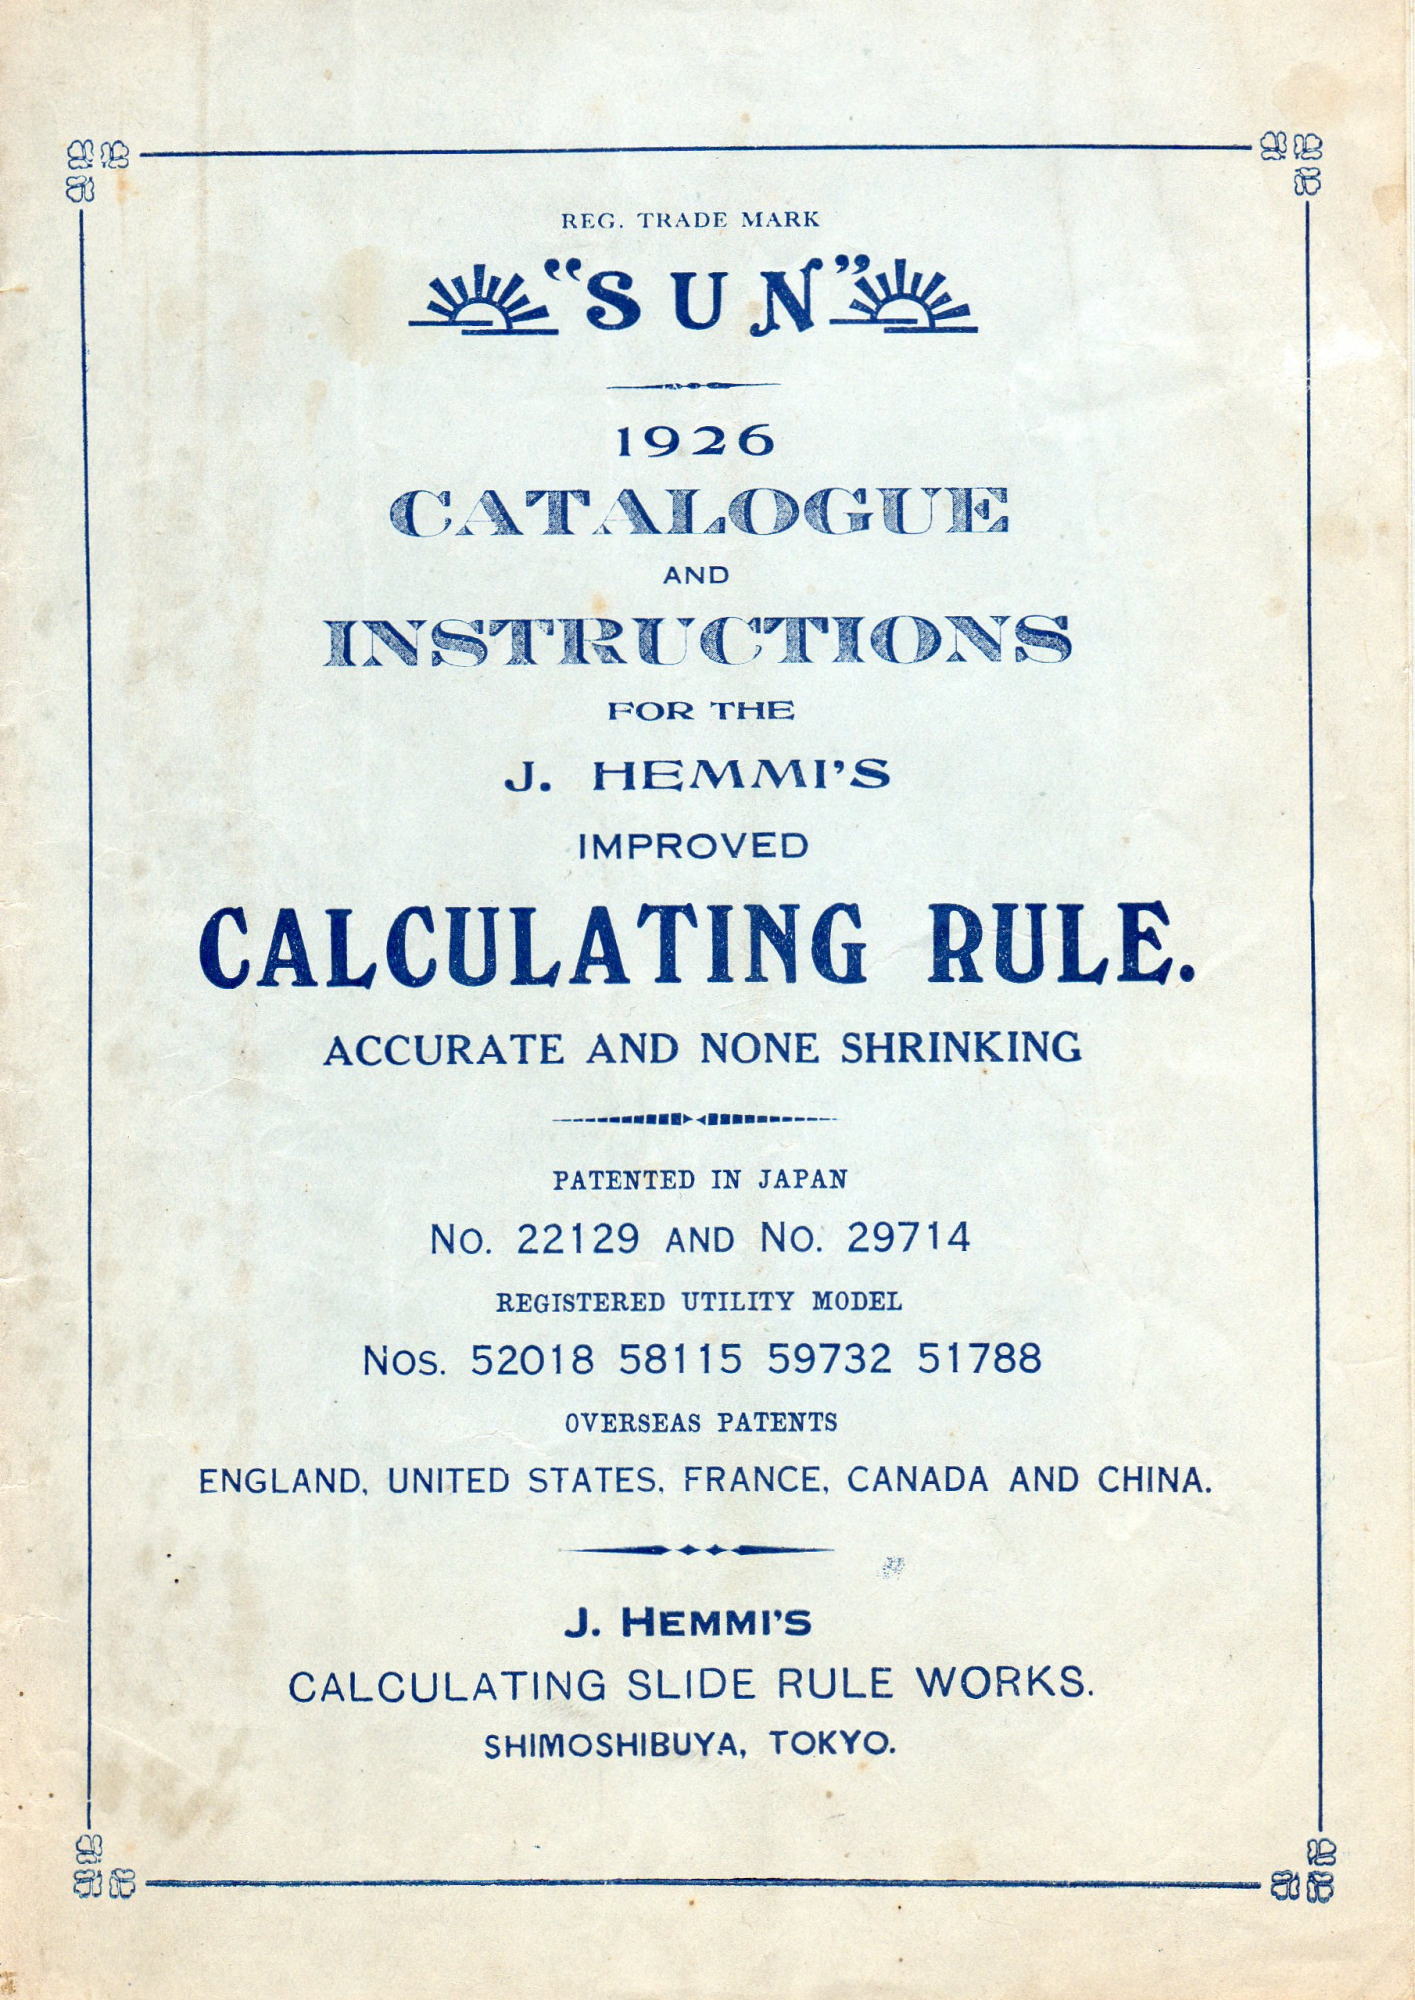 REG. TRADE MARK
"SUN"
1926
CATALOGUE
AND
INSTRUCTIONS
FOR THE
J. HEMMI'S
IMPROVED
CALCULATING RULE.
ACCURATE AND NONE SHRINKING
PATENTED IN JAPAN
No. 22129 AND No. 29714
REGISTERED UTILITY MODEL
Nos. 52018 58115 59732 51788
OVERSEAS PATENTS
ENGLAND, UNITED STATES, FRANCE, CANADA AND CHINA.
J. HEMMI'S
CALCULATING SLIDE RULE WORKS.
SHIMOSHIBUYA, TOKYO.